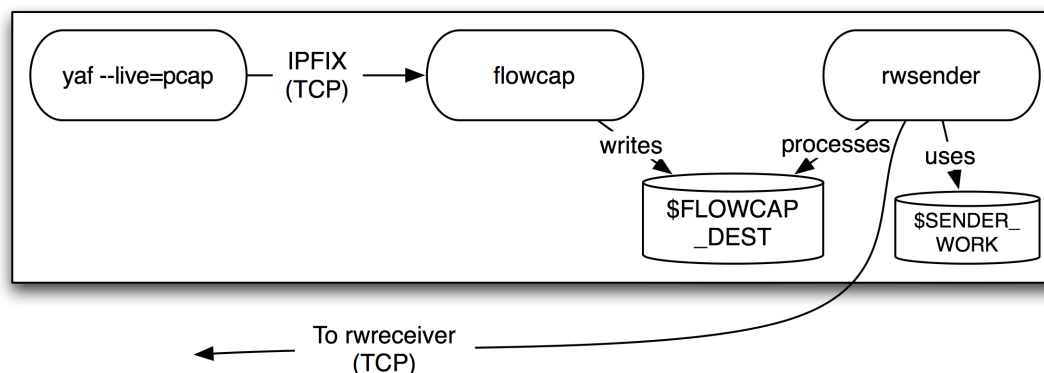 yaf --live=pcap
IPFIX
(TCP)
flowcap
rwsender
writes
processes
uses
$FLOWCAP
_DEST
$SENDER_
WORK
To rwreceiver
(TCP)